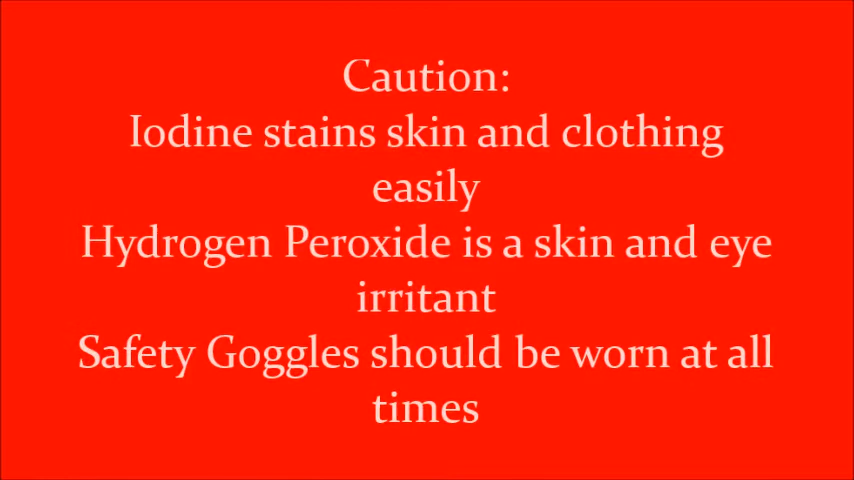 Caution:
Iodine stains skin and clothing
easily
Hydrogen Peroxide is a skin and eye
irritant
Safety Goggles should be worn at all
times